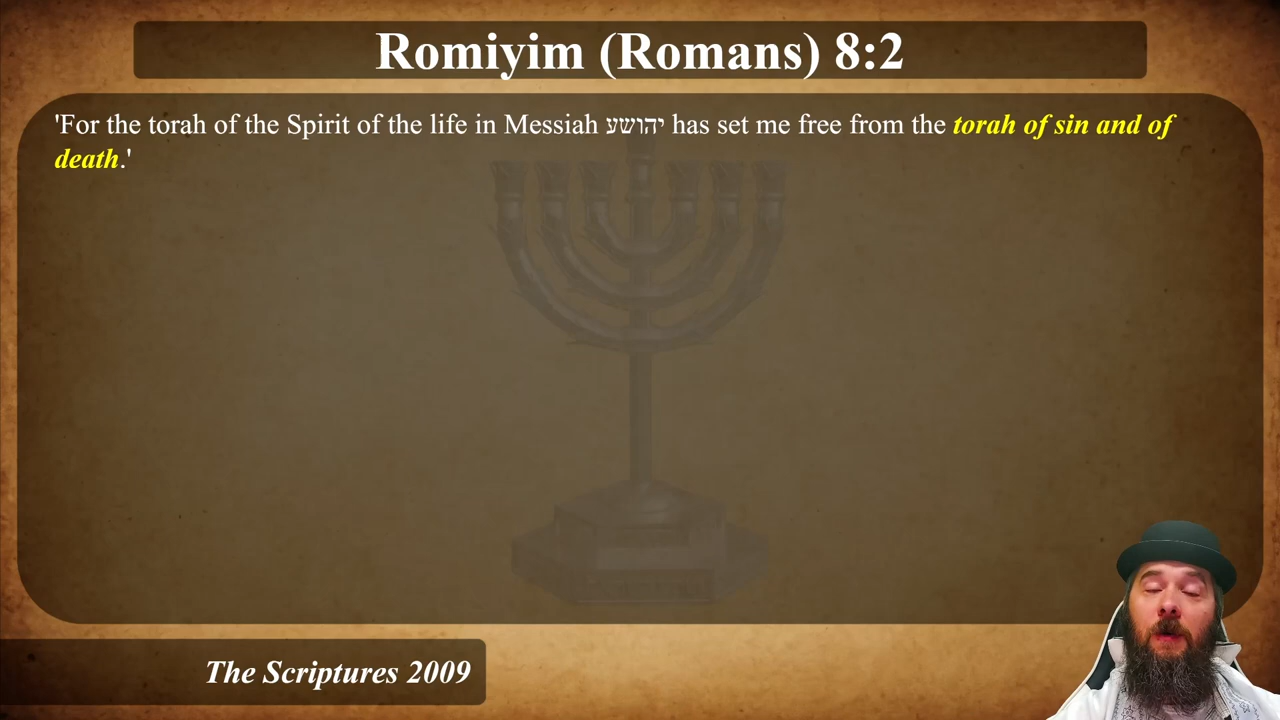 Romiyim (Romans) 8:2
'For the torah of the Spirit of the life in Messiah יהושע has set me free from the torah of sin and of
death.'
The Scriptures 2009